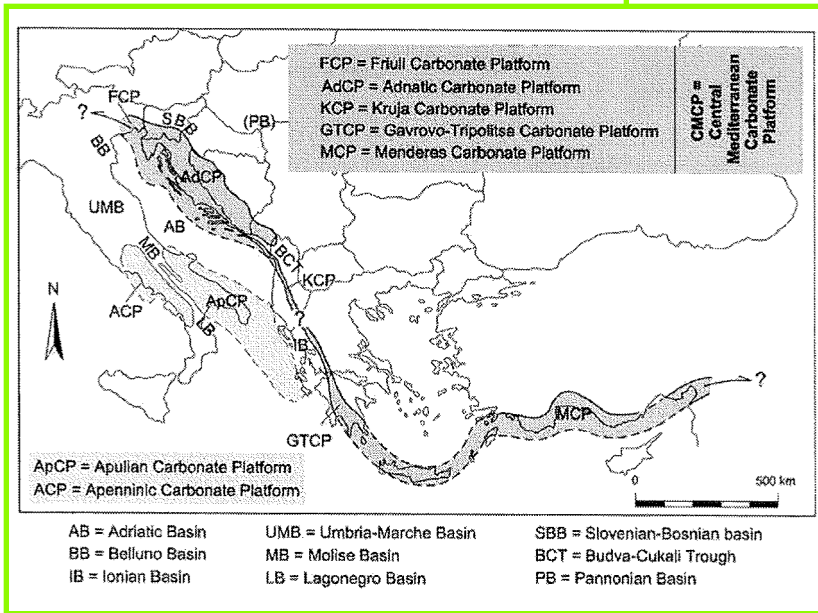 FCP = Friuli Carbonate Platform
AdCP = Adriatic Carbonate Platform
KCP = Kruja Carbonate Platform
GTCP = Gavrovo-Tripolitsa Carbonate Platform
MCP = Menderes Carbonate Platform
CMCP =
Central
Mediterranean
Carbonate
Platform
FCP
?
SBB
(PB)
BB
AdCP
UMB
AB
MB
BCT
KCP
N
ACP
ApCP
?
LB
IB
MCP
?
GTCP
ApCP = Apulian Carbonate Platform
ACP = Apenninic Carbonate Platform
0
500 km
AB = Adriatic Basin
BB = Belluno Basin
IB = Ionian Basin
UMB = Umbria-Marche Basin
MB = Molise Basin
LB = Lagonegro Basin
SBB = Slovenian-Bosnian basin
BCT = Budva-Cukali Trough
PB = Pannonian Basin